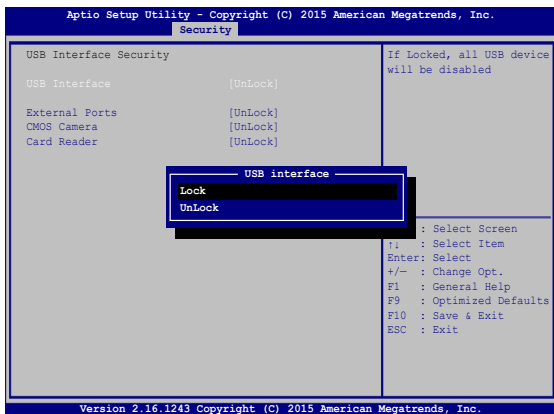 Aptio Setup Utility - Copyright (C) 2015 American Megatrends, Inc.
Security
USB Interface Security
USB Interface [UnLock]
External Ports [UnLock]
CMOS Camera [UnLock]
Card Reader [UnLock]
If Locked, all USB device
will be disabled
USB interface
Lock
UnLock
: Select Screen
↑↓ : Select Item
Enter: Select
+/— : Change Opt.
F1 : General Help
F9 : Optimized Defaults
F10 : Save & Exit
ESC : Exit
Version 2.16.1243 Copyright (C) 2015 American Megatrends, Inc.